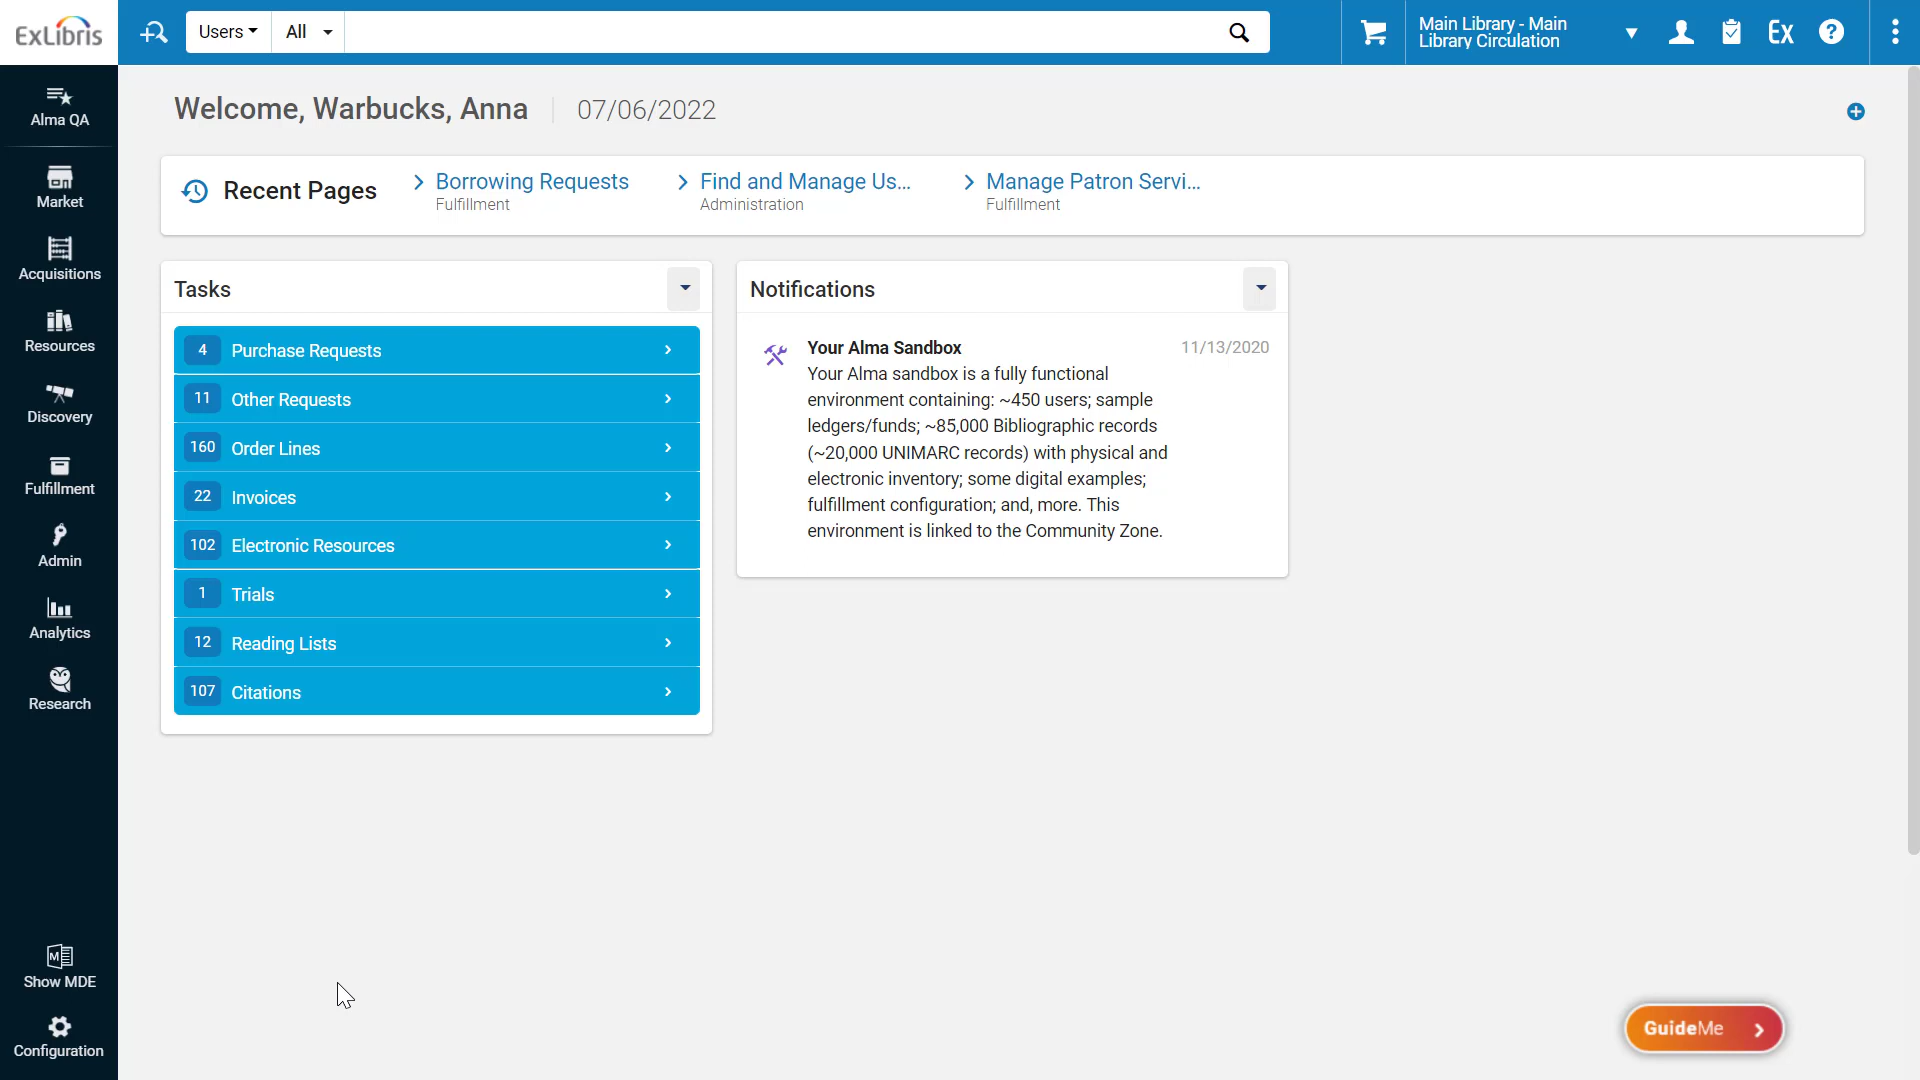 ExLibris
Users
All
Main Library - Main
Library Circulation
Ex
?
Alma QA
Market
Acquisitions
Resources
Discovery
Fulfillment
Admin
Analytics
Research
Show MDE
Configuration
Welcome, Warbucks, Anna
07/06/2022
Recent Pages
Borrowing Requests
Fulfillment
Find and Manage Us...
Administration
Manage Patron Servi...
Fulfillment
Tasks
4 Purchase Requests
11 Other Requests
160 Order Lines
22 Invoices
102 Electronic Resources
1 Trials
12 Reading Lists
107 Citations
Notifications
Your Alma Sandbox 11/13/2020
Your Alma sandbox is a fully functional
environment containing: ~450 users; sample
ledgers/funds; ~85,000 Bibliographic records
(~20,000 UNIMARC records) with physical and
electronic inventory; some digital examples;
fulfillment configuration; and, more. This
environment is linked to the Community Zone.
GuideMe